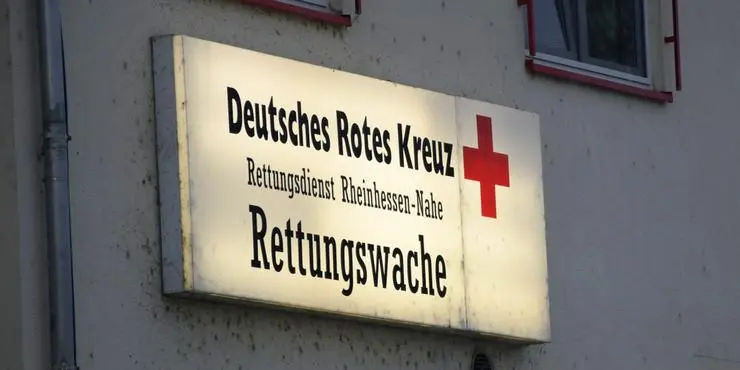 Deutsches Rotes Kreuz
Rettungsdienst Rheinhessen-Nahe
Rettungswache